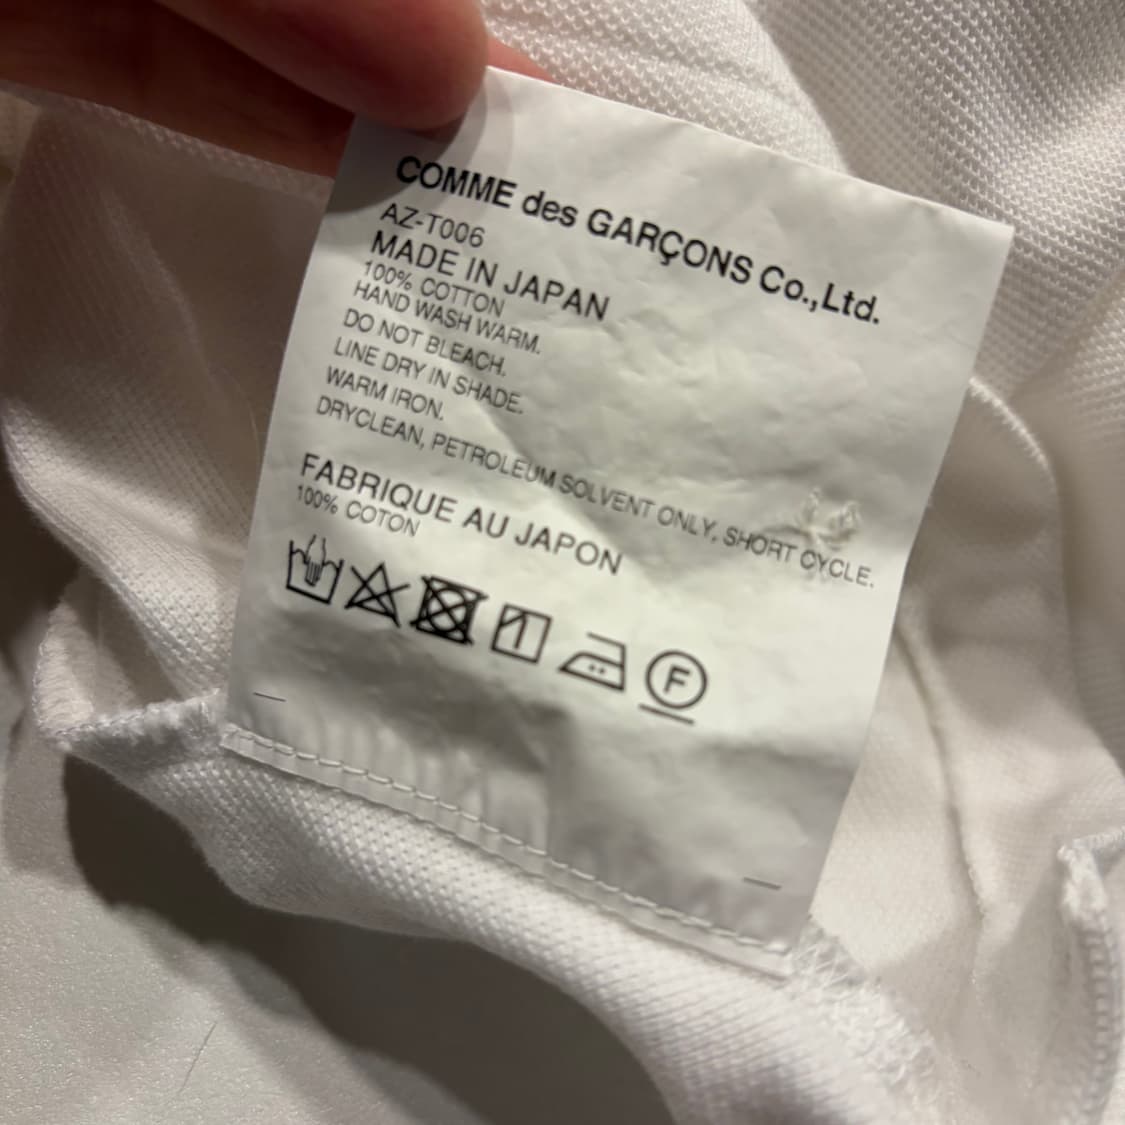 COMME des GARÇONS Co.,Ltd.
AZ-T006
MADE IN JAPAN
100% COTTON
HAND WASH WARM.
DO NOT BLEACH.
LINE DRY IN SHADE.
WARM IRON.
DRYCLEAN, PETROLEUM SOLVENT ONLY, SHORT CYCLE.
FABRIQUE AU JAPON
100% COTON
F